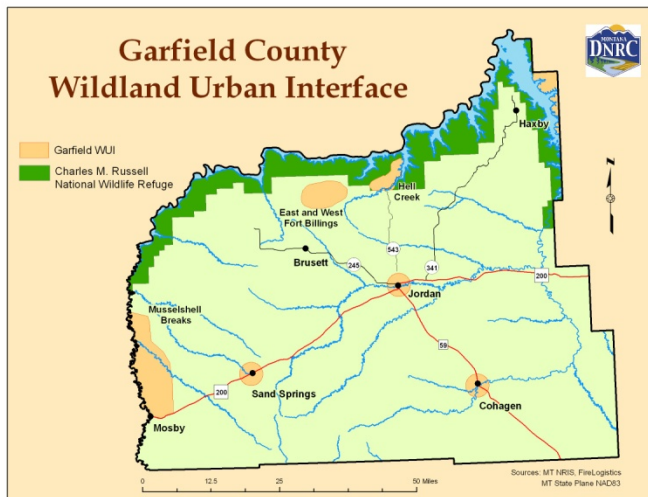 Garfield County
Wildland Urban Interface
MONTANA
DNRC
Garfield WUI
Charles M. Russell
National Wildlife Refuge
Haxby
N
Hell
Creek
East and West
Fort Billings
543
Brusett
245
341
200
Jordan
Musselshell
Breaks
59
200
Sand Springs
Cohagen
Mosby
Sources: MT NRIS, FireLogistics
MT State Plane NAD83
0 12.5 25 50 Miles